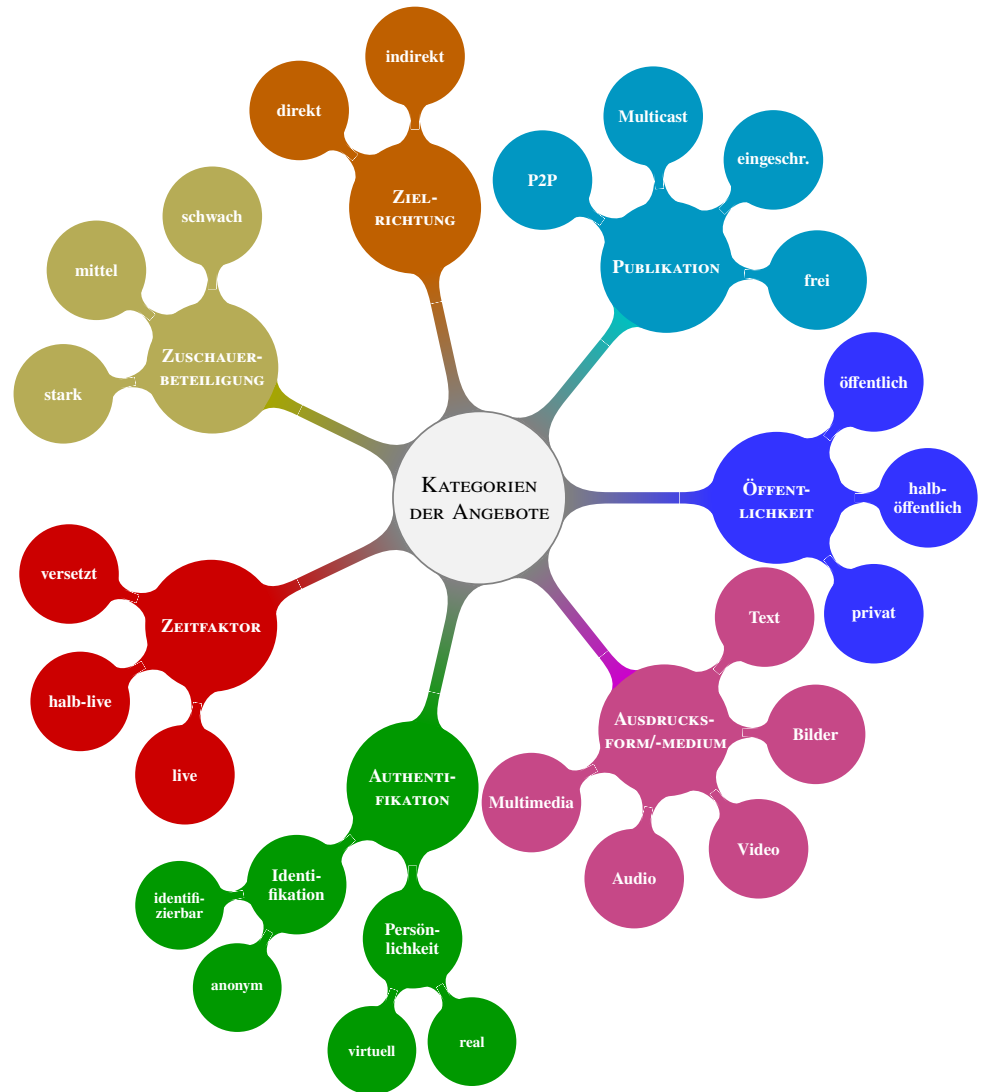 indirekt
direkt
ZIEL-
RICHTUNG
Multicast
eingeschr.
P2P
PUBLIKATION
frei
schwach
mittel
ZUSCHAUER-
BETEILIGUNG
stark
öffentlich
halb-
öffentlich
ÖFFENT-
LICHKEIT
privat
KATEGORIEN
DER ANGEBOTE
versetzt
ZEITFAKTOR
halb-live
live
Text
AUSDRUCKS-
FORM/-MEDIUM
Bilder
Multimedia
Video
Audio
AUTHENTI-
FIKATION
Identi-
fikation
identifi-
zierbar
anonym
Persön-
lichkeit
virtuell
real